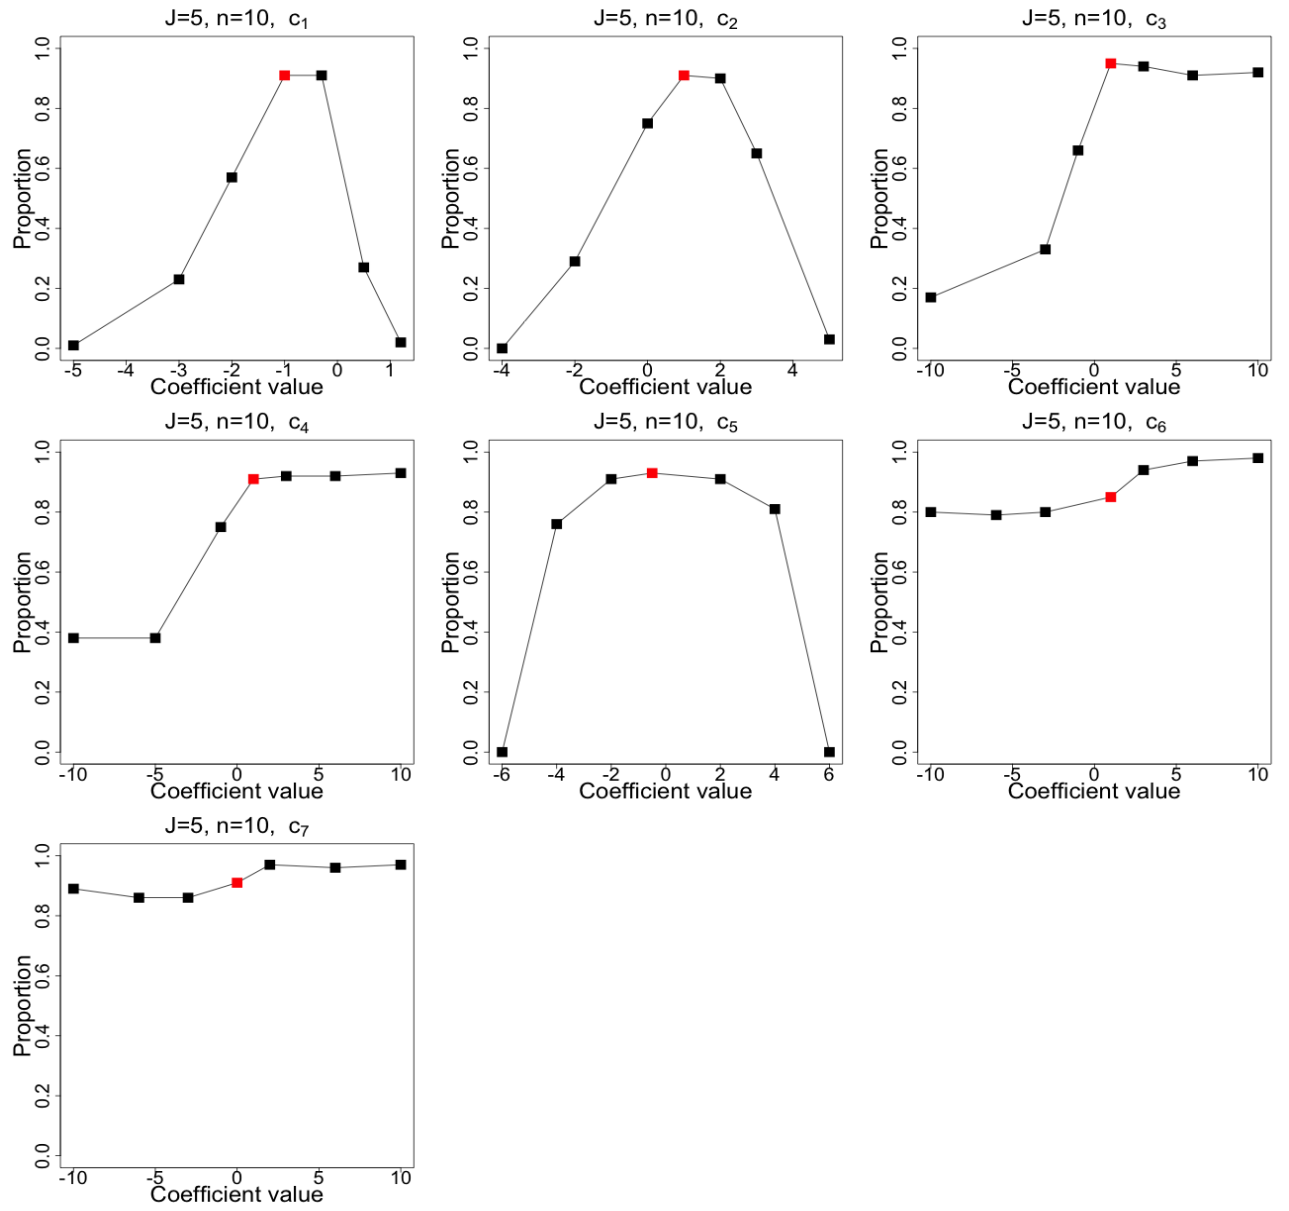 J=5, n=10, c1
J=5, n=10, c2
J=5, n=10, c3
1.0
0.8
0.6
0.4
0.2
0.0
Proportion
-5 -4 -3 -2 -1 0 1
Coefficient value
1.0
0.8
0.6
0.4
0.2
0.0
Proportion
-4 -2 0 2 4
Coefficient value
1.0
0.8
0.6
0.4
0.2
0.0
Proportion
-10 -5 0 5 10
Coefficient value
J=5, n=10, c4
J=5, n=10, c5
J=5, n=10, c6
1.0
0.8
0.6
0.4
0.2
0.0
Proportion
-10 -5 0 5 10
Coefficient value
1.0
0.8
0.6
0.4
0.2
0.0
Proportion
-6 -4 -2 0 2 4 6
Coefficient value
1.0
0.8
0.6
0.4
0.2
0.0
Proportion
-10 -5 0 5 10
Coefficient value
J=5, n=10, c7
1.0
0.8
0.6
0.4
0.2
0.0
Proportion
-10 -5 0 5 10
Coefficient value